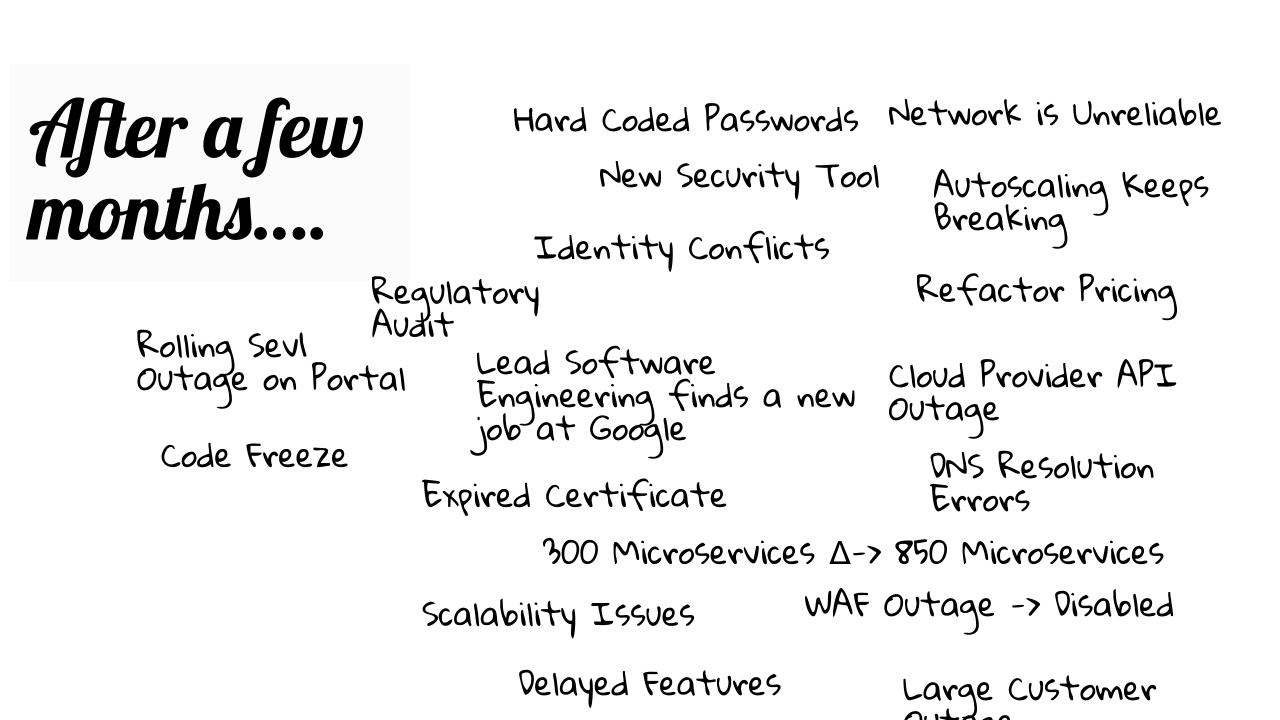 After a few
months....
Hard Coded Passwords
Network is Unreliable
New Security Tool
Autoscaling Keeps
Breaking
Identity Conflicts
Refactor Pricing
Regulatory
Audit
Rolling Sev1
Outage on Portal
Lead Software
Engineering finds a new
job at Google
Cloud Provider API
Outage
Code Freeze
DNS Resolution
Errors
Expired Certificate
300 Microservices Δ-> 850 Microservices
WAF Outage -> Disabled
Scalability Issues
Delayed Features
Large Customer
Outage